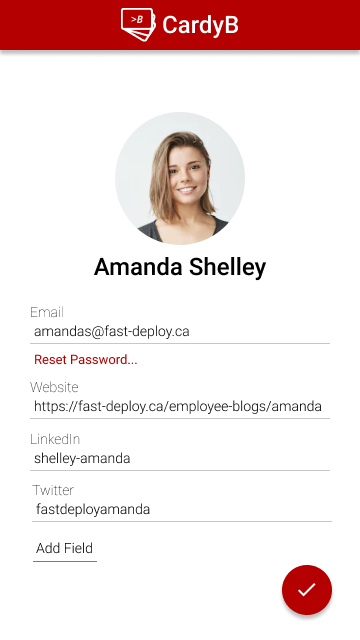 >B CardyB
Amanda Shelley
Email
amandas@fast-deploy.ca
Reset Password...
Website
https://fast-deploy.ca/employee-blogs/amanda
LinkedIn
shelley-amanda
Twitter
fastdeployamanda
Add Field